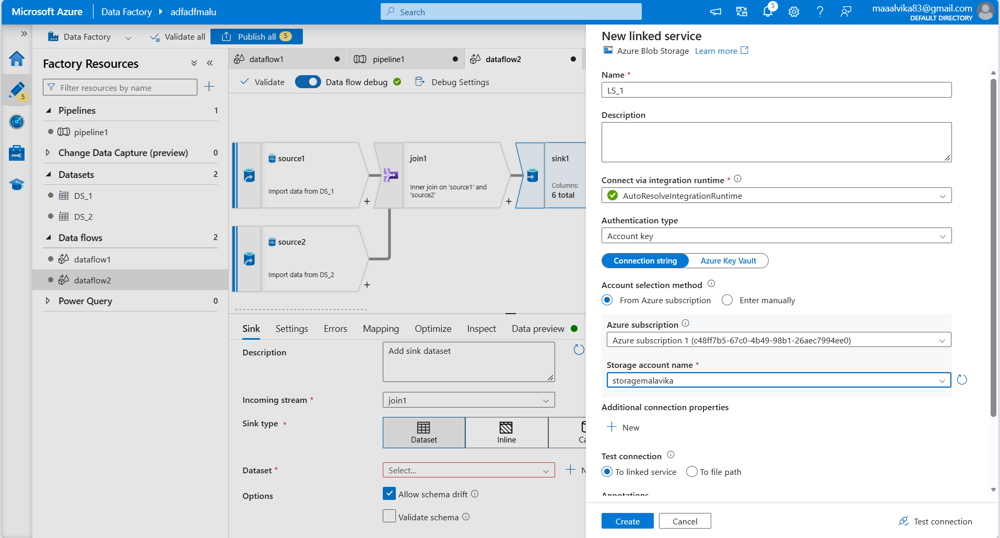 Microsoft Azure
Data Factory
adfadfmalu
Search
5
maaalvika83@gmail.com
DEFAULT DIRECTORY
Data Factory
Validate all
Publish all 5
5
Factory Resources
Filter resources by name
Pipelines 1
pipeline1
Change Data Capture (preview) 0
Datasets 2
DS_1
DS_2
Data flows 2
dataflow1
dataflow2
Power Query 0
dataflow1
pipeline1
dataflow2
Validate
Data flow debug
Debug Settings
SQL source1
Import data from DS_1
+
join1
Inner join on 'source1' and
'source2'
+
sink1
Columns:
6 total
SQL source2
Import data from DS_2
+
Sink
Settings
Errors
Mapping
Optimize
Inspect
Data preview
Description
Add sink dataset
Incoming stream *
join1
Sink type *
Dataset
Inline
Ca
Dataset *
Select...
N
Options
Allow schema drift
Validate schema
New linked service
Azure Blob Storage Learn more
Name *
LS_1
Description
Connect via integration runtime *
AutoResolveIntegrationRuntime
Authentication type
Account key
Connection string
Azure Key Vault
Account selection method
From Azure subscription
Enter manually
Azure subscription
Azure subscription 1 (c48ff7b5-67c0-4b49-98b1-26aec7994ee0)
Storage account name *
storagemalavika
Additional connection properties
New
Test connection
To linked service
To file path
Annotations
Create
Cancel
Test connection